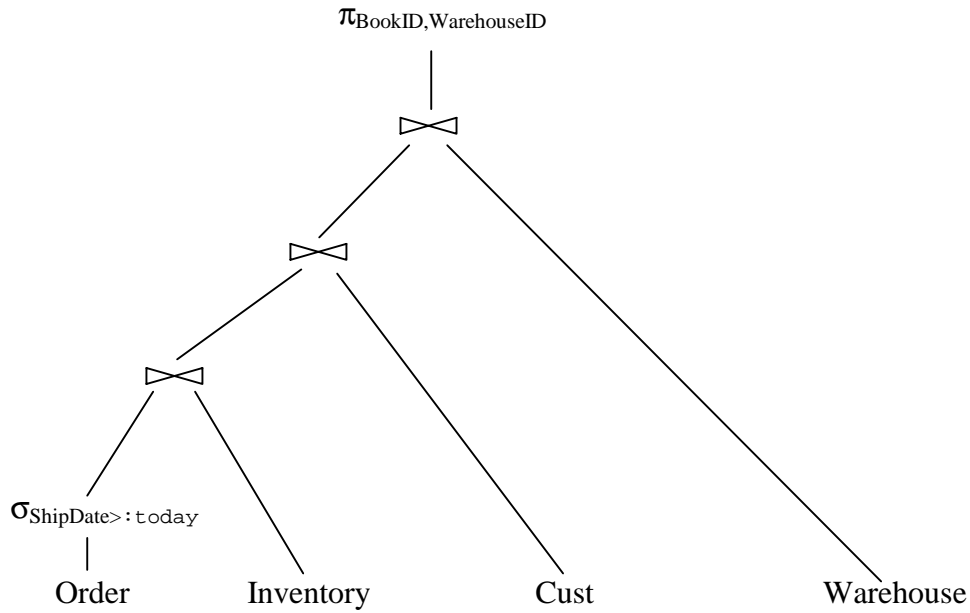 πBookID,WarehouseID
⋈
⋈
⋈
σShipDate>:today
Order Inventory Cust Warehouse